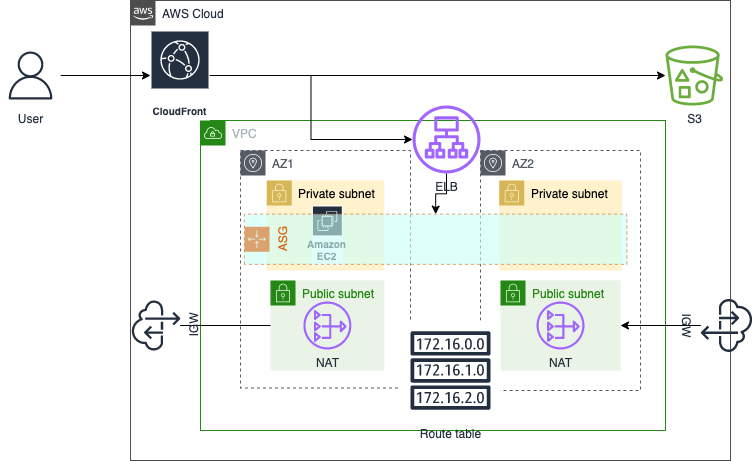 aws
AWS Cloud
User
CloudFront
S3
VPC
AZ1
AZ2
ELB
Private subnet
Private subnet
ASG
Amazon
EC2
Public subnet
Public subnet
IGW
IGW
NAT
NAT
172.16.0.0
172.16.1.0
172.16.2.0
Route table